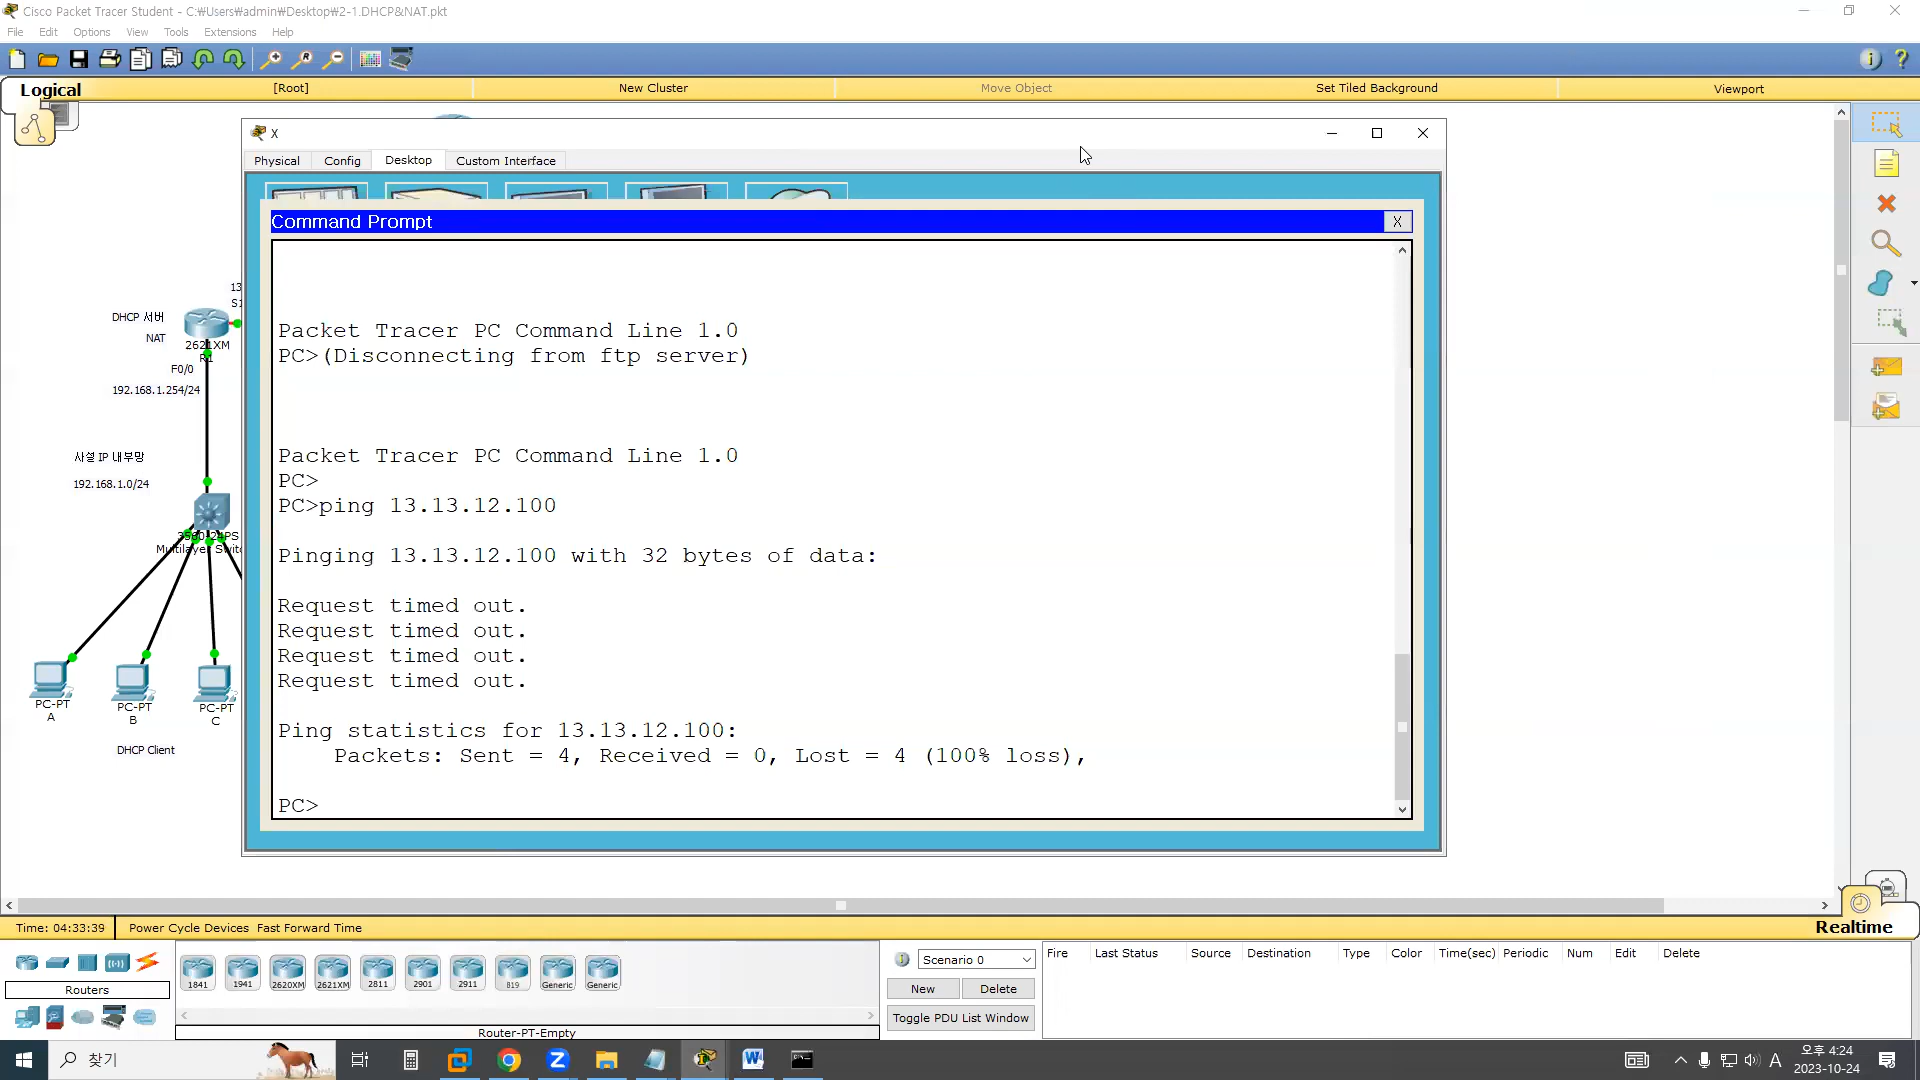 Cisco Packet Tracer Student - C:₩Users₩admin₩Desktop₩2-1.DHCP&NAT.pkt
File Edit Options View Tools Extensions Help
Logical [Root] New Cluster Move Object Set Tiled Background Viewport
X
Physical Config Desktop Custom Interface
Command Prompt X
Packet Tracer PC Command Line 1.0
PC>(Disconnecting from ftp server)
Packet Tracer PC Command Line 1.0
PC>
PC>ping 13.13.12.100
Pinging 13.13.12.100 with 32 bytes of data:
Request timed out.
Request timed out.
Request timed out.
Request timed out.
Ping statistics for 13.13.12.100:
Packets: Sent = 4, Received = 0, Lost = 4 (100% loss),
PC>
13
S1
DHCP 서버
NAT
2621XM
R1
F0/0
192.168.1.254/24
사설 IP 내부망
192.168.1.0/24
3560-24PS
Multilayer Switc
PC-PT
A
PC-PT
B
PC-PT
C
DHCP Client
Time: 04:33:39 Power Cycle Devices Fast Forward Time
Realtime
Routers
1841 1941 2620XM 2621XM 2811 2901 2911 819 Generic Generic
Router-PT-Empty
Scenario 0
New Delete
Toggle PDU List Window
Fire Last Status Source Destination Type Color Time(sec) Periodic Num Edit Delete
찾기
A
오후 4:24
2023-10-24